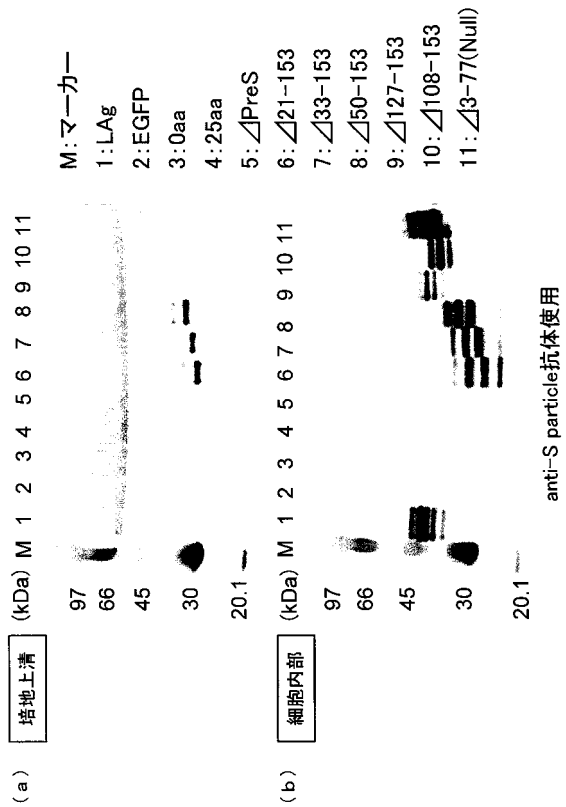 (a)
培地上清
(kDa) M 1 2 3 4 5 6 7 8 9 10 11
97
66
45
30
20.1
(b)
細胞内部
(kDa) M 1 2 3 4 5 6 7 8 9 10 11
97
66
45
30
20.1
M:マーカー
1:LAg
2:EGFP
3:0aa
4:25aa
5:⊿PreS
6:⊿21-153
7:⊿33-153
8:⊿50-153
9:⊿127-153
10:⊿108-153
11:⊿3-77(Null)
anti-S particle抗体使用